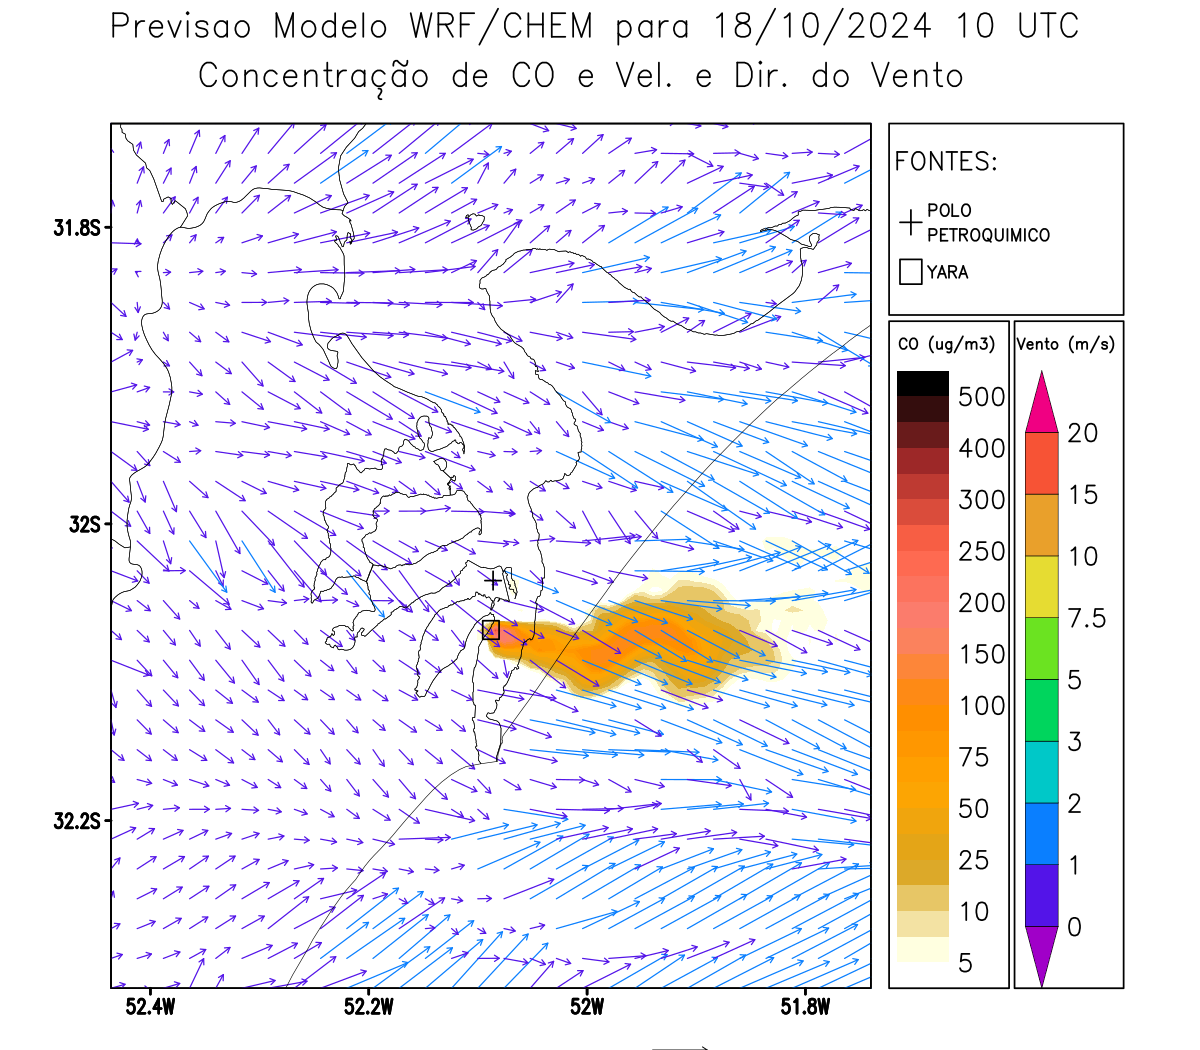 Previsao Modelo WRF/CHEM para 18/10/2024 10 UTC
Concentração de CO e Vel. e Dir. do Vento
FONTES:
POLO
PETROQUIMICO
YARA
31.8S
32S
32.2S
52.4W
52.2W
52W
51.8W
CO (ug/m3)
500
400
300
250
200
150
100
75
50
25
10
5
Vento (m/s)
20
15
10
7.5
5
3
2
1
0